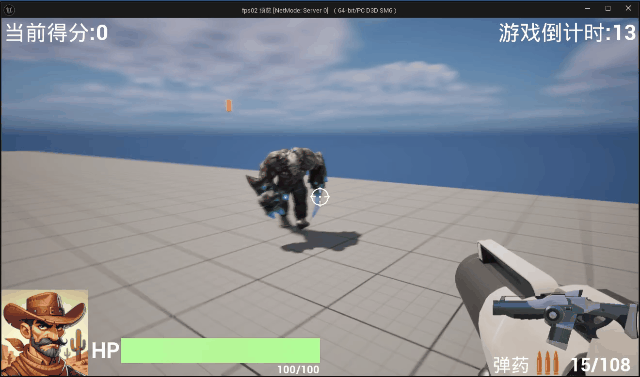 fps02 预览 [NetMode: Server 0] (64-bit/PC D3D SM6)
当前得分:0
游戏倒计时:13
HP
100/100
弹药 15/108